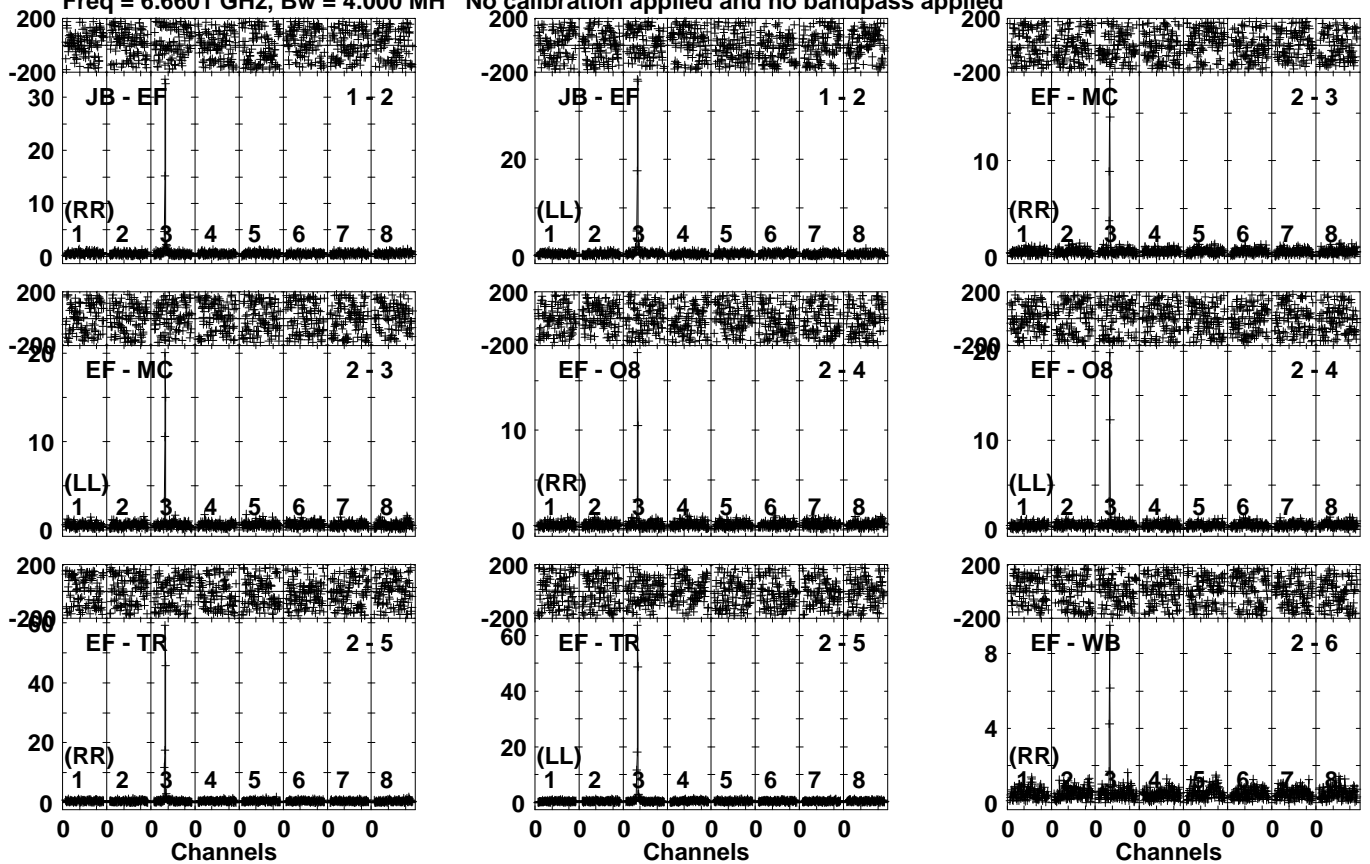 Freq = 6.6601 GHz, Bw = 4.000 MH No calibration applied and no bandpass applied
200 200 200
-200 -200 -200
JB - EF 1 - 2 JB - EF 1 - 2 EF - MC 2 - 3
30
20 20
10 10
(RR) (LL) (RR)
1 2 3 4 5 6 7 8 1 2 3 4 5 6 7 8 1 2 3 4 5 6 7 8
0 0 0
200 200 200
-200 -200 -200
20 20
EF - MC 2 - 3 EF - O8 2 - 4 EF - O8 2 - 4
10 10 10
(LL) (RR) (LL)
1 2 3 4 5 6 7 8 1 2 3 4 5 6 7 8 1 2 3 4 5 6 7 8
0 0 0
200 200 200
-200 -200 -200
60 60
EF - TR 2 - 5 EF - TR 2 - 5 EF - WB 2 - 6
8
40 40
4
20 20
(RR) (LL) (RR)
1 2 3 4 5 6 7 8 1 2 3 4 5 6 7 8 1 2 3 4 5 6 7 8
0 0 0
0 0 0 0 0 0 0 0 0 0 0 0 0 0 0 0 0 0 0 0 0 0 0 0
Channels Channels Channels